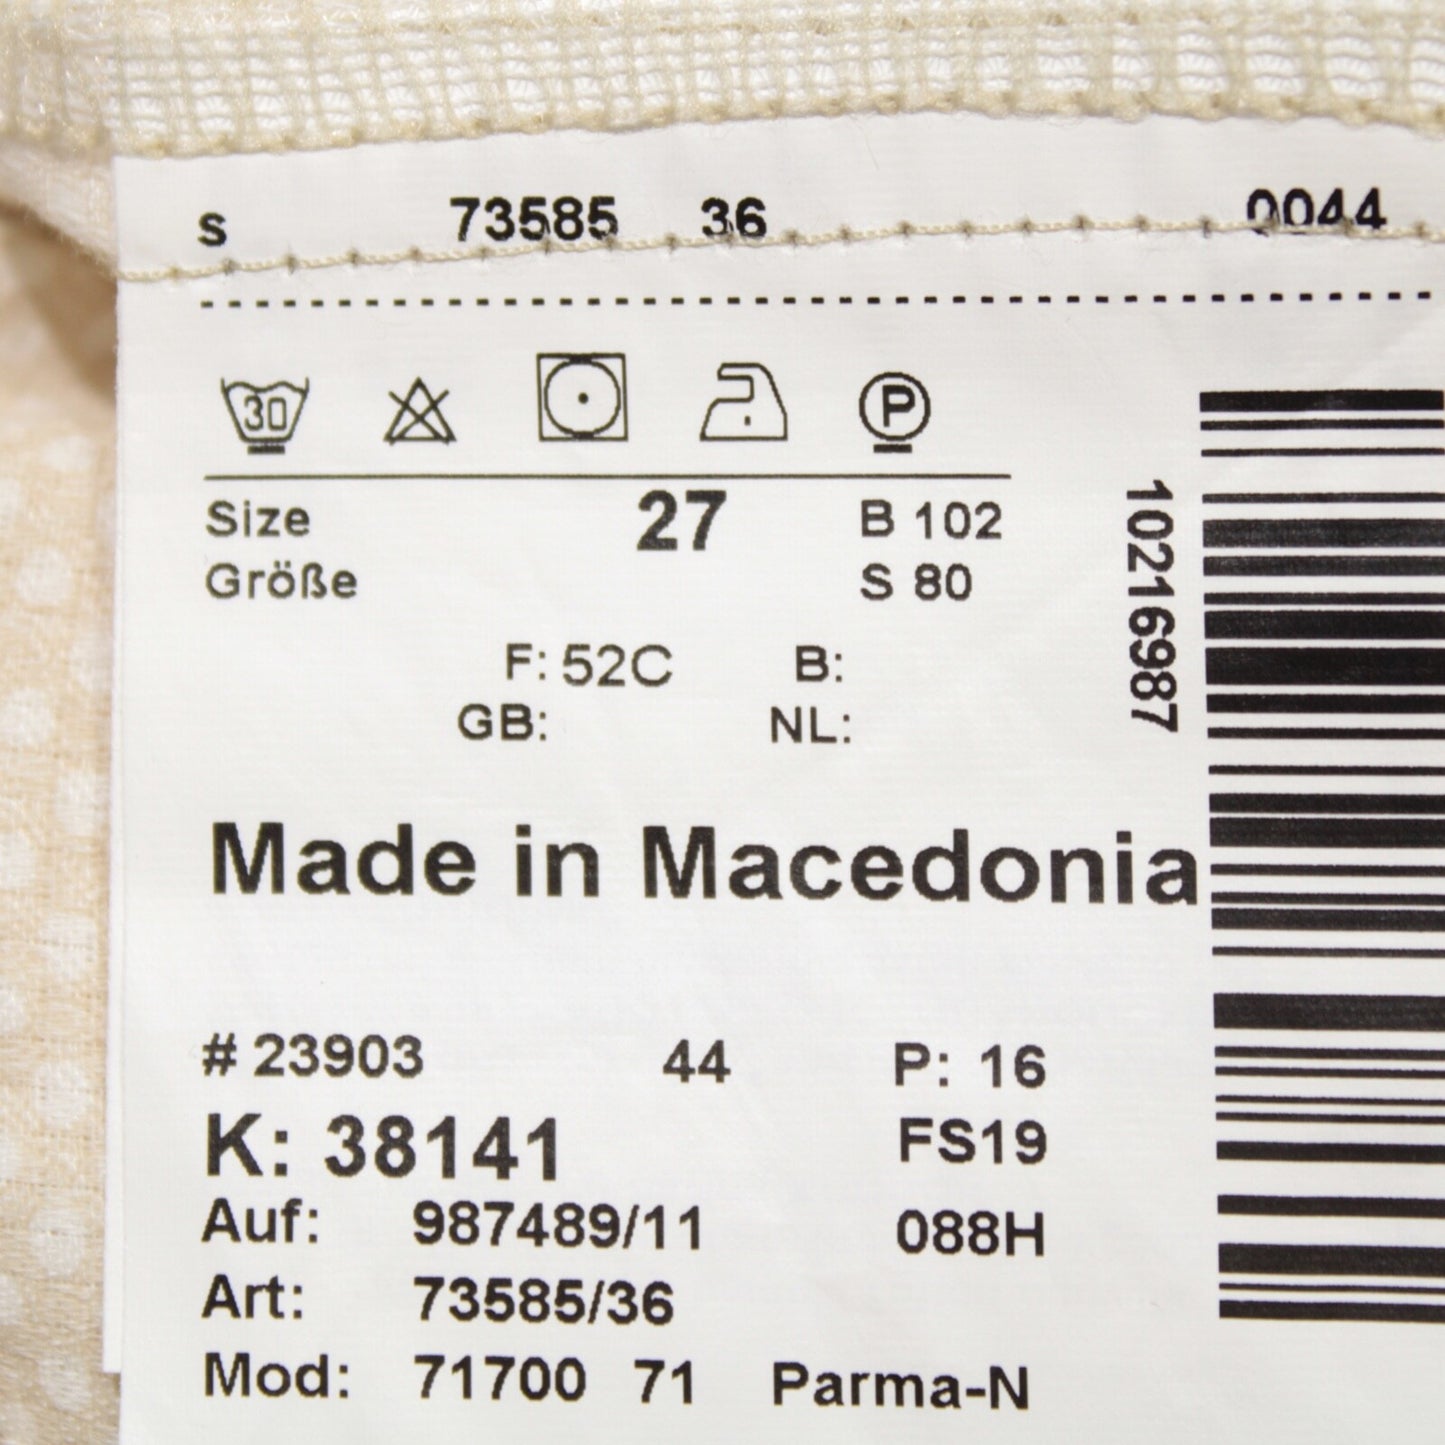 s 73585 36 0044
30 P
Size 27 B 102
Größe S 80
F: 52C B:
GB: NL:
10216987
Made in Macedonia
# 23903 44 P: 16
K: 38141 FS19
Auf: 987489/11 088H
Art: 73585/36
Mod: 71700 71 Parma-N